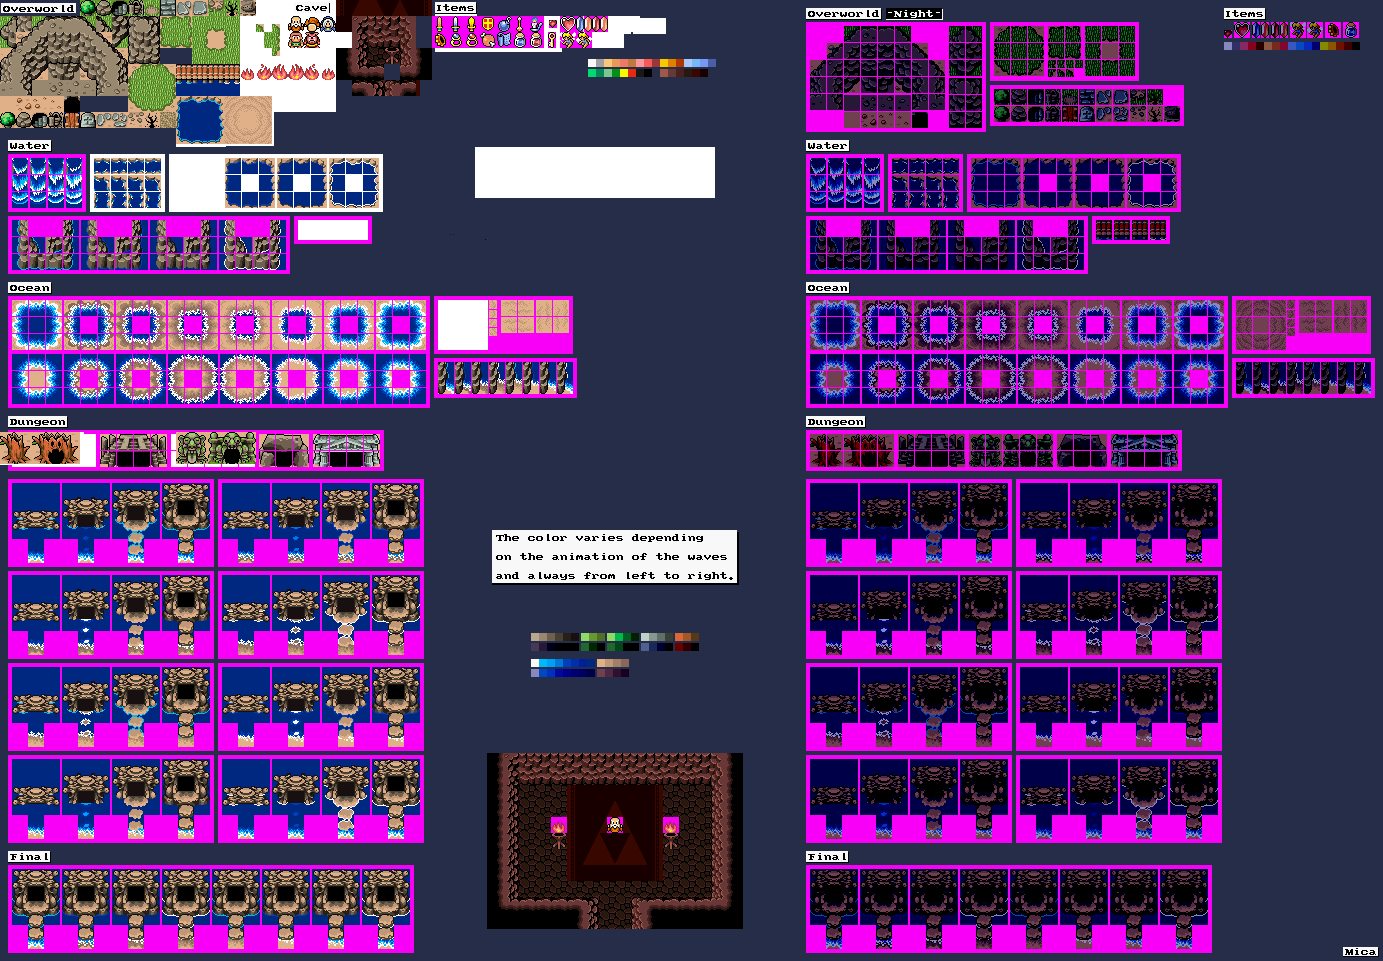 Overworld
Cave
Items
Overworld -Night-
Items
Water
Water
Ocean
Ocean
Dungeon
Dungeon
The color varies depending
on the animation of the waves
and always from left to right.
Final
Final
Mica